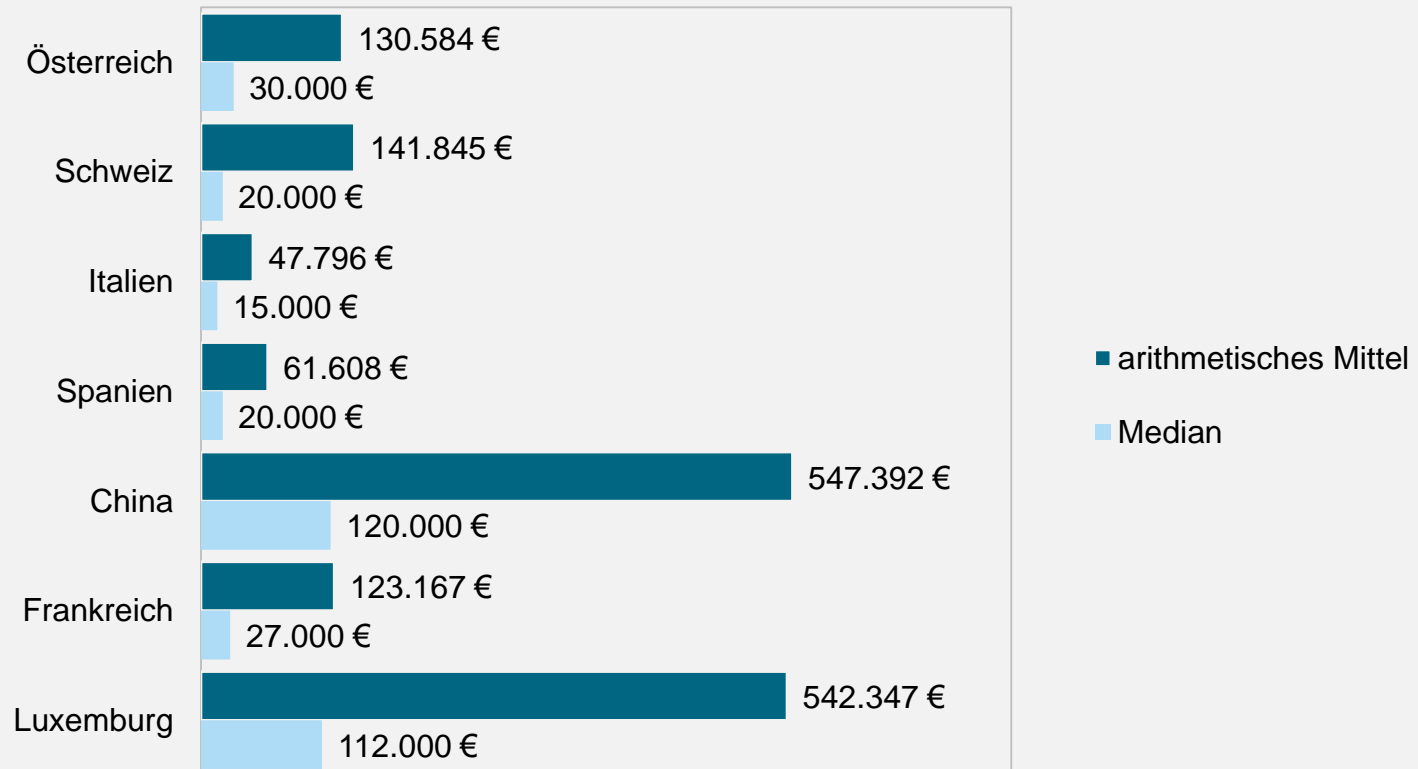 Österreich
130.584 €
30.000 €
Schweiz
141.845 €
20.000 €
Italien
47.796 €
15.000 €
Spanien
61.608 €
20.000 €
China
547.392 €
120.000 €
Frankreich
123.167 €
27.000 €
Luxemburg
542.347 €
112.000 €
arithmetisches Mittel
Median